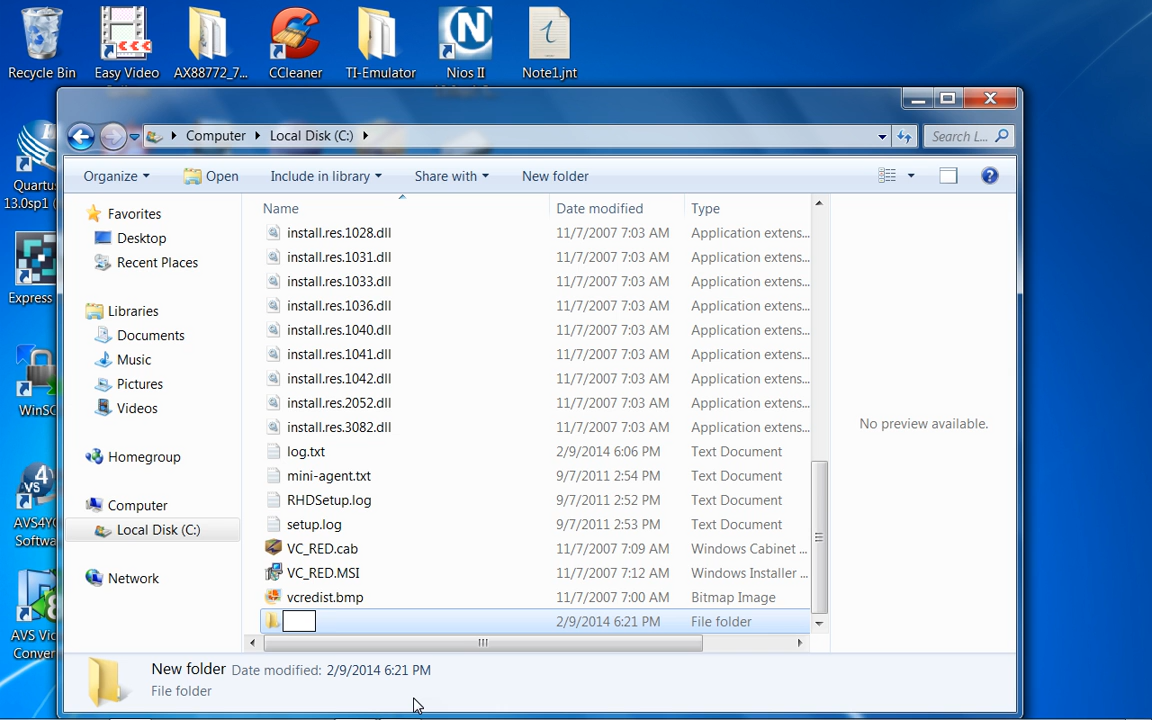 Recycle Bin
Easy Video
AX88772_7...
CCleaner
TI-Emulator
Nios II
Note1.jnt
Computer
Local Disk (C:)
Search L...
Organize
Open
Include in library
Share with
New folder
Quartus
13.0sp1 (
Express
WinSC
AVS4YO
Softwa
AVS Vid
Conver
Favorites
Desktop
Recent Places
Libraries
Documents
Music
Pictures
Videos
Homegroup
Computer
Local Disk (C:)
Network
Name Date modified Type
install.res.1028.dll 11/7/2007 7:03 AM Application extens...
install.res.1031.dll 11/7/2007 7:03 AM Application extens...
install.res.1033.dll 11/7/2007 7:03 AM Application extens...
install.res.1036.dll 11/7/2007 7:03 AM Application extens...
install.res.1040.dll 11/7/2007 7:03 AM Application extens...
install.res.1041.dll 11/7/2007 7:03 AM Application extens...
install.res.1042.dll 11/7/2007 7:03 AM Application extens...
install.res.2052.dll 11/7/2007 7:03 AM Application extens...
install.res.3082.dll 11/7/2007 7:03 AM Application extens...
log.txt 2/9/2014 6:06 PM Text Document
mini-agent.txt 9/7/2011 2:54 PM Text Document
RHDSetup.log 9/7/2011 2:52 PM Text Document
setup.log 9/7/2011 2:53 PM Text Document
VC_RED.cab 11/7/2007 7:09 AM Windows Cabinet ...
VC_RED.MSI 11/7/2007 7:12 AM Windows Installer ...
vcredist.bmp 11/7/2007 7:00 AM Bitmap Image
2/9/2014 6:21 PM File folder
No preview available.
New folder Date modified: 2/9/2014 6:21 PM
File folder